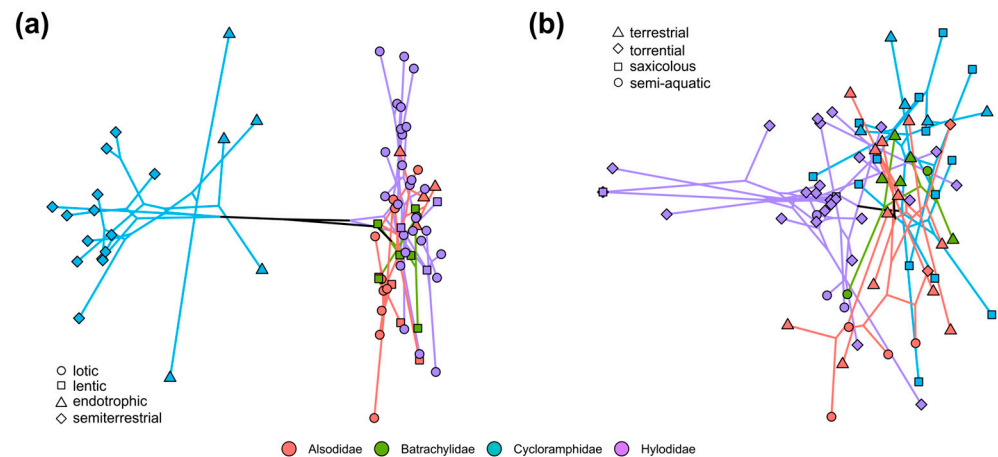 (a)
(b)
terrestrial
torrential
saxicolous
semi-aquatic
lotic
lentic
endotrophic
semiterrestrial
Alsodidae Batrachylidae Cycloramphidae Hylodidae